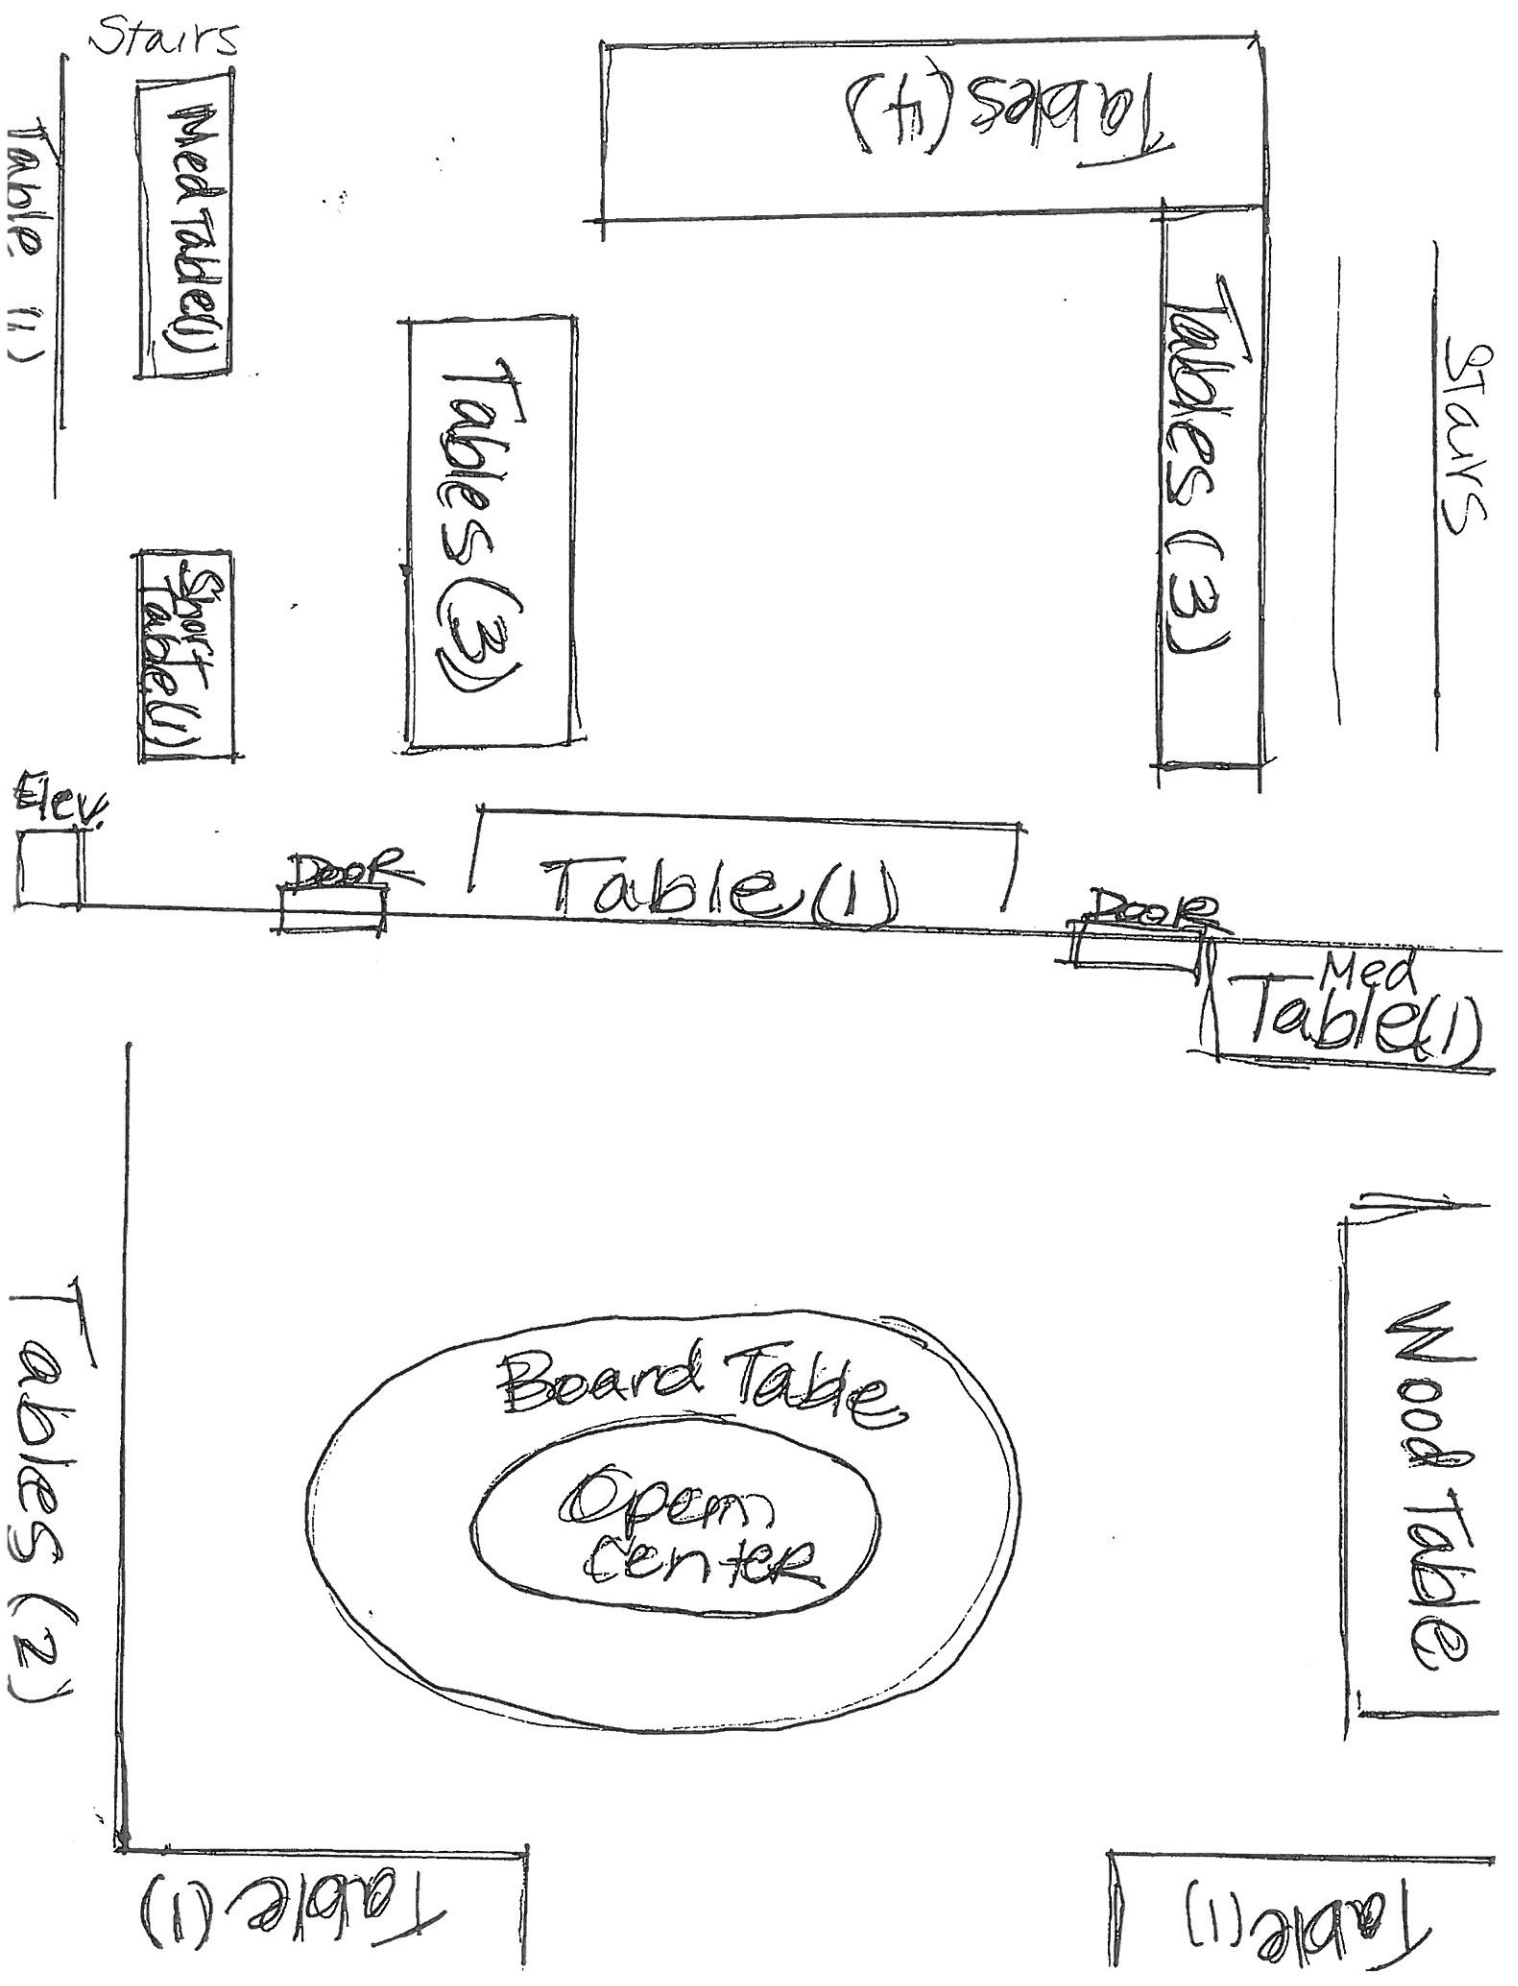 Stairs
Table (1)
Med Table(1)
Tables (4)
Tables (3)
Tables (3)
Stairs
Short
Table(1)
Elev.
Door
Table (1)
Door
Med
Table(1)
Tables (2)
Board Table
Open
Center
Wood Table
Table (1)
Table (1)